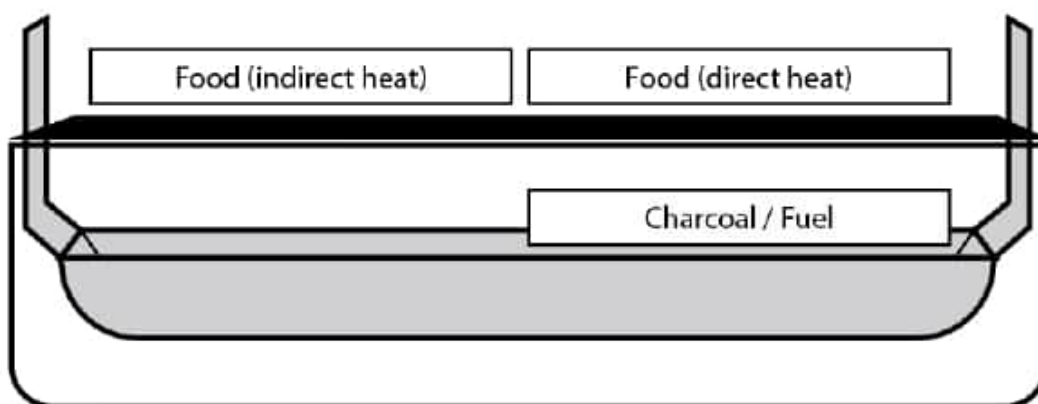 Food (indirect heat)
Food (direct heat)
Charcoal / Fuel